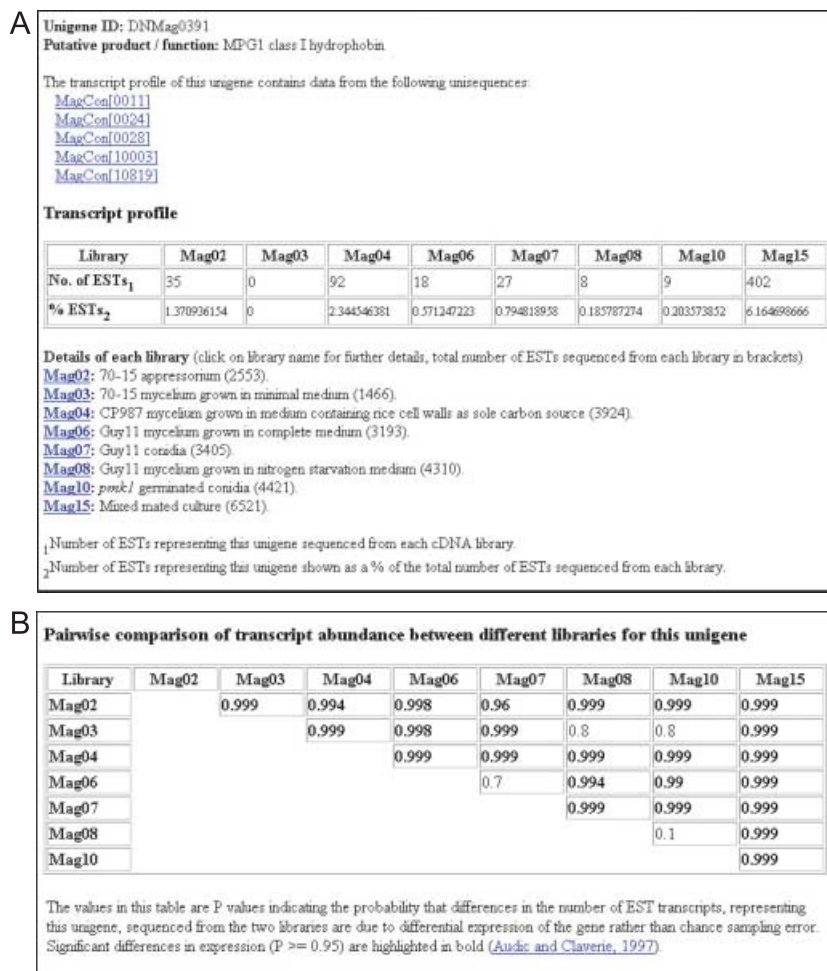 A
Unigene ID: DNMag0391
Putative product / function: MPG1 class I hydrophobin
The transcript profile of this unigene contains data from the following unisequences:
MagCon[0011]
MagCon[0024]
MagCon[0028]
MagCon[10003]
MagCon[10819]
Transcript profile
Library Mag02 Mag03 Mag04 Mag06 Mag07 Mag08 Mag10 Mag15
No. of ESTs1 35 0 92 18 27 8 9 402
% ESTs2 1.370936154 0 2.344546381 0.571247223 0.794818958 0.185787274 0.203573852 6.164698666
Details of each library (click on library name for further details, total number of ESTs sequenced from each library in brackets)
Mag02: 70-15 appressorium (2553).
Mag03: 70-15 mycelium grown in minimal medium (1466).
Mag04: CP987 mycelium grown in medium containing rice cell walls as sole carbon source (3924).
Mag06: Guy11 mycelium grown in complete medium (3193).
Mag07: Guy11 conidia (3405).
Mag08: Guy11 mycelium grown in nitrogen starvation medium (4310).
Mag10: pmk1 germinated conidia (4421).
Mag15: Mixed mated culture (6521).
1Number of ESTs representing this unigene sequenced from each cDNA library.
2Number of ESTs representing this unigene shown as a % of the total number of ESTs sequenced from each library.
B
Pairwise comparison of transcript abundance between different libraries for this unigene
Library Mag02 Mag03 Mag04 Mag06 Mag07 Mag08 Mag10 Mag15
Mag02 0.999 0.994 0.998 0.96 0.999 0.999 0.999
Mag03 0.999 0.998 0.999 0.8 0.8 0.999
Mag04 0.999 0.999 0.999 0.999 0.999
Mag06 0.7 0.994 0.99 0.999
Mag07 0.999 0.999 0.999
Mag08 0.1 0.999
Mag10 0.999
The values in this table are P values indicating the probability that differences in the number of EST transcripts, representing
this unigene, sequenced from the two libraries are due to differential expression of the gene rather than chance sampling error.
Significant differences in expression (P >= 0.95) are highlighted in bold (Audic and Claverie, 1997).